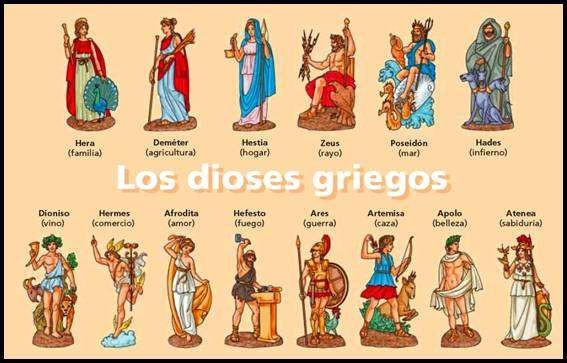 Hera
(familia)
Deméter
(agricultura)
Hestia
(hogar)
Zeus
(rayo)
Poseidón
(mar)
Hades
(infierno)
Los dioses griegos
Dioniso
(vino)
Hermes
(comercio)
Afrodita
(amor)
Hefesto
(fuego)
Ares
(guerra)
Artemisa
(caza)
Apolo
(belleza)
Atenea
(sabiduría)